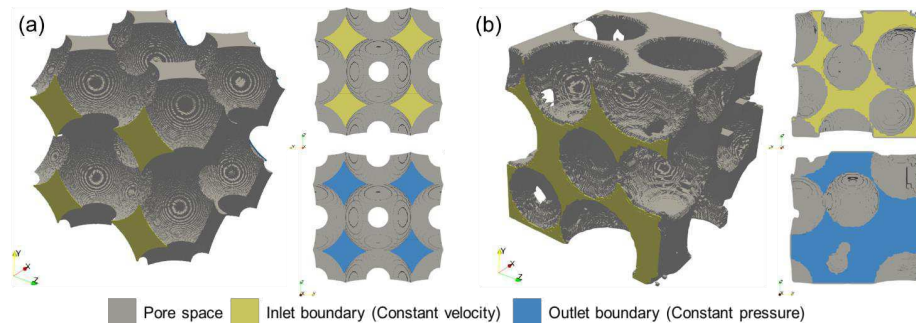 (a)
(b)
Y
X
Z
Y
X
Z
Pore space
Inlet boundary (Constant velocity)
Outlet boundary (Constant pressure)